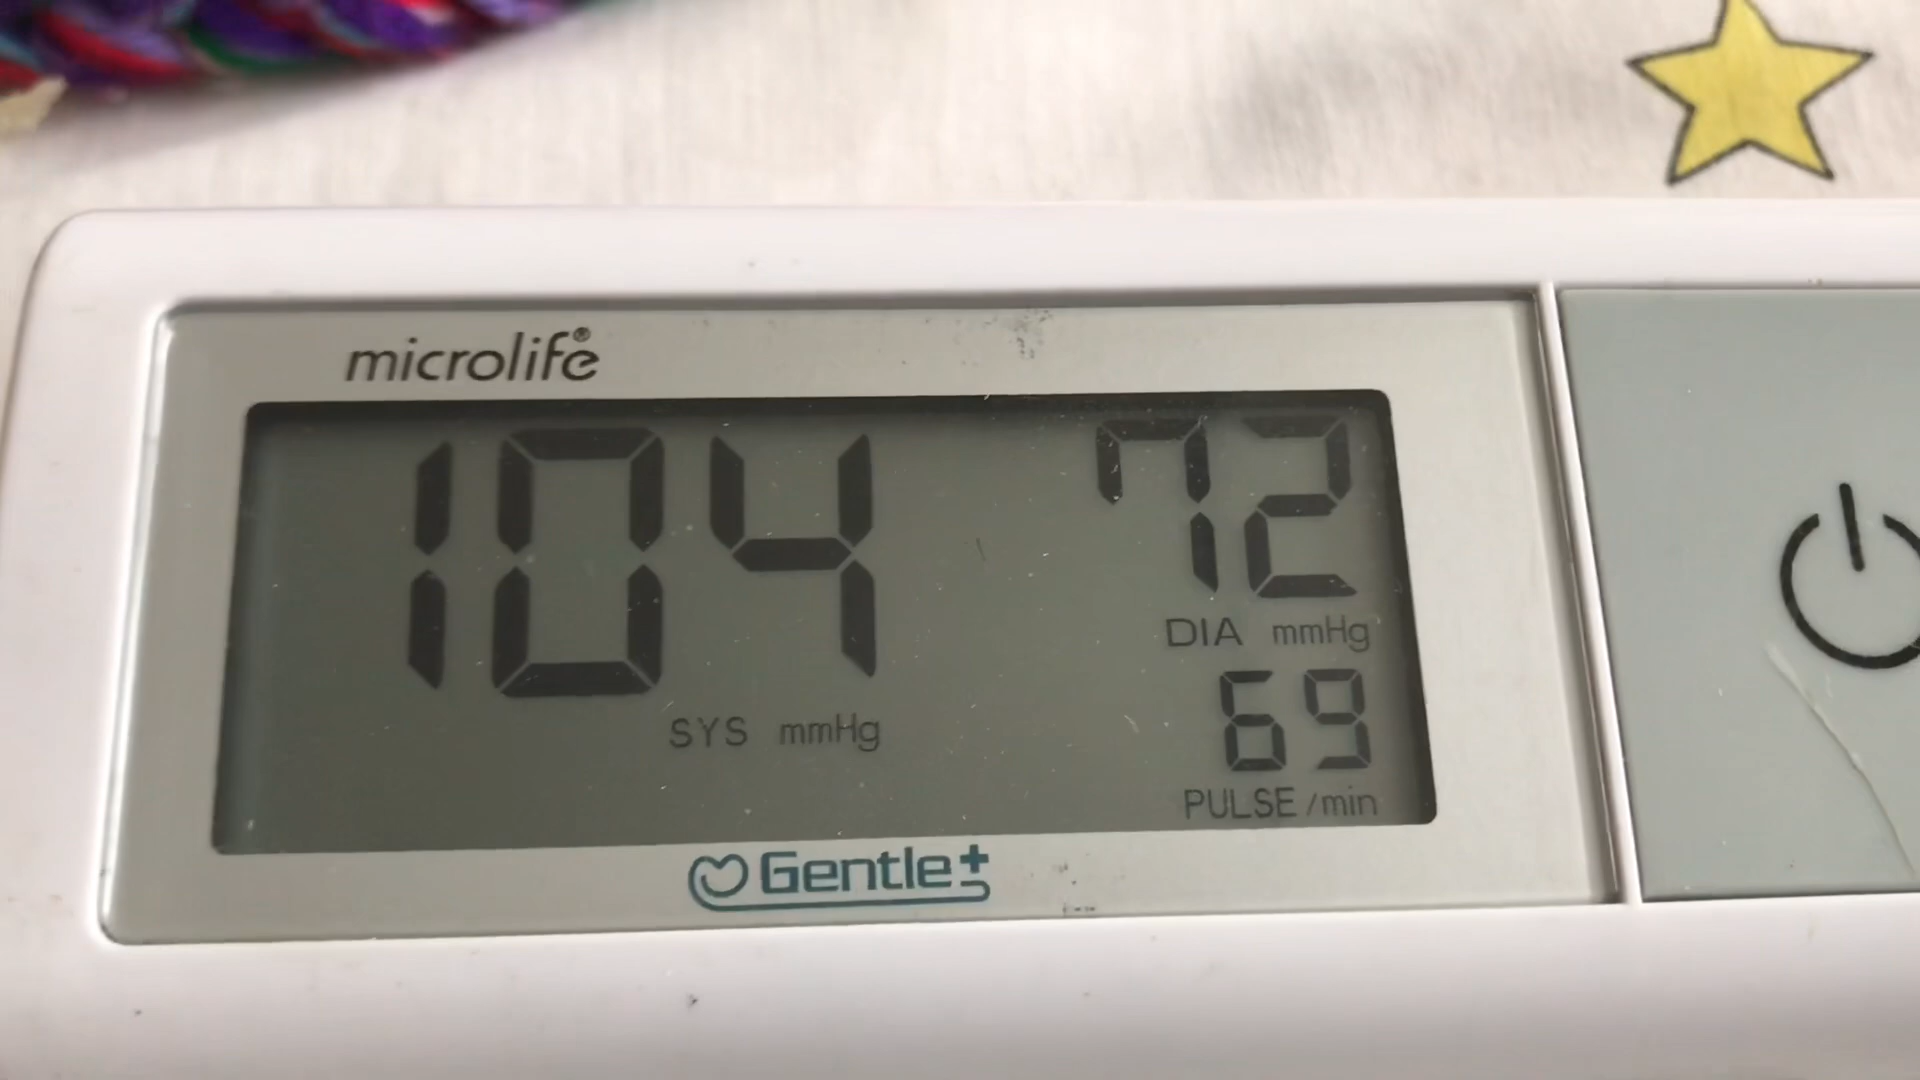 microlife®
104
72
SYS mmHg
DIA mmHg
69
PULSE /min
Gentle+